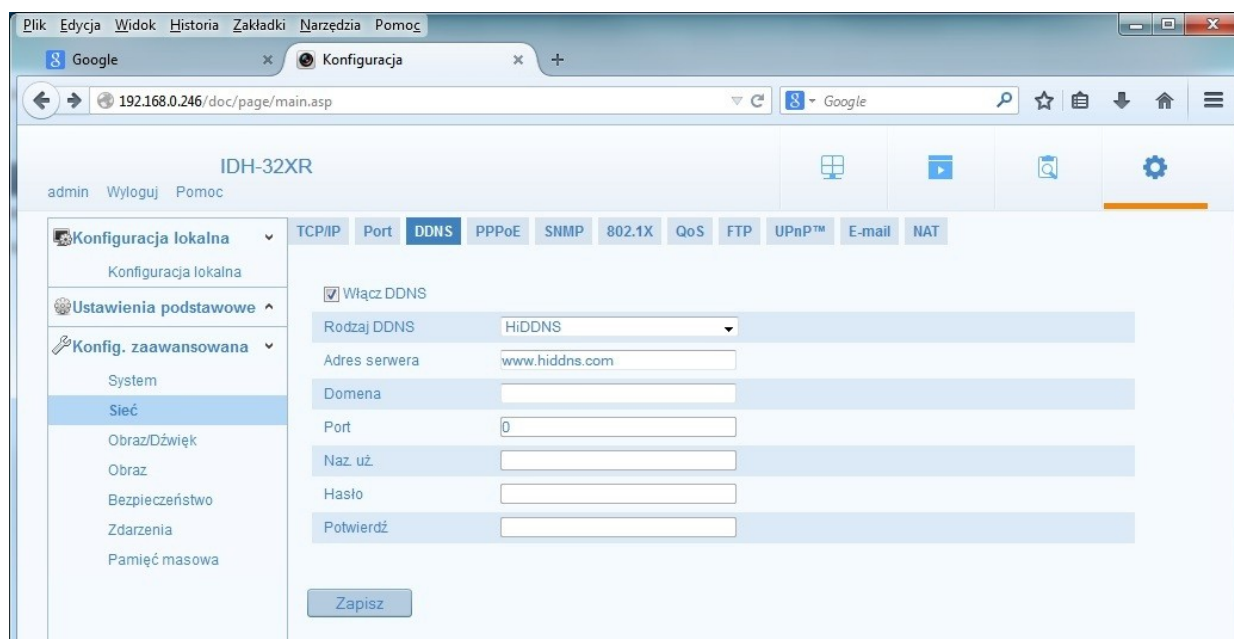 Plik Edycja Widok Historia Zakładki Narzędzia Pomoc
Google Konfiguracja
192.168.0.246/doc/page/main.asp Google
IDH-32XR
admin Wyloguj Pomoc
Konfiguracja lokalna
Konfiguracja lokalna
Ustawienia podstawowe
Konfig. zaawansowana
System
Sieć
Obraz/Dźwięk
Obraz
Bezpieczeństwo
Zdarzenia
Pamięć masowa
TCP/IP Port DDNS PPPoE SNMP 802.1X QoS FTP UPnP™ E-mail NAT
Włącz DDNS
Rodzaj DDNS HiDDNS
Adres serwera www.hiddns.com
Domena
Port 0
Naz. uż.
Hasło
Potwierdź
Zapisz